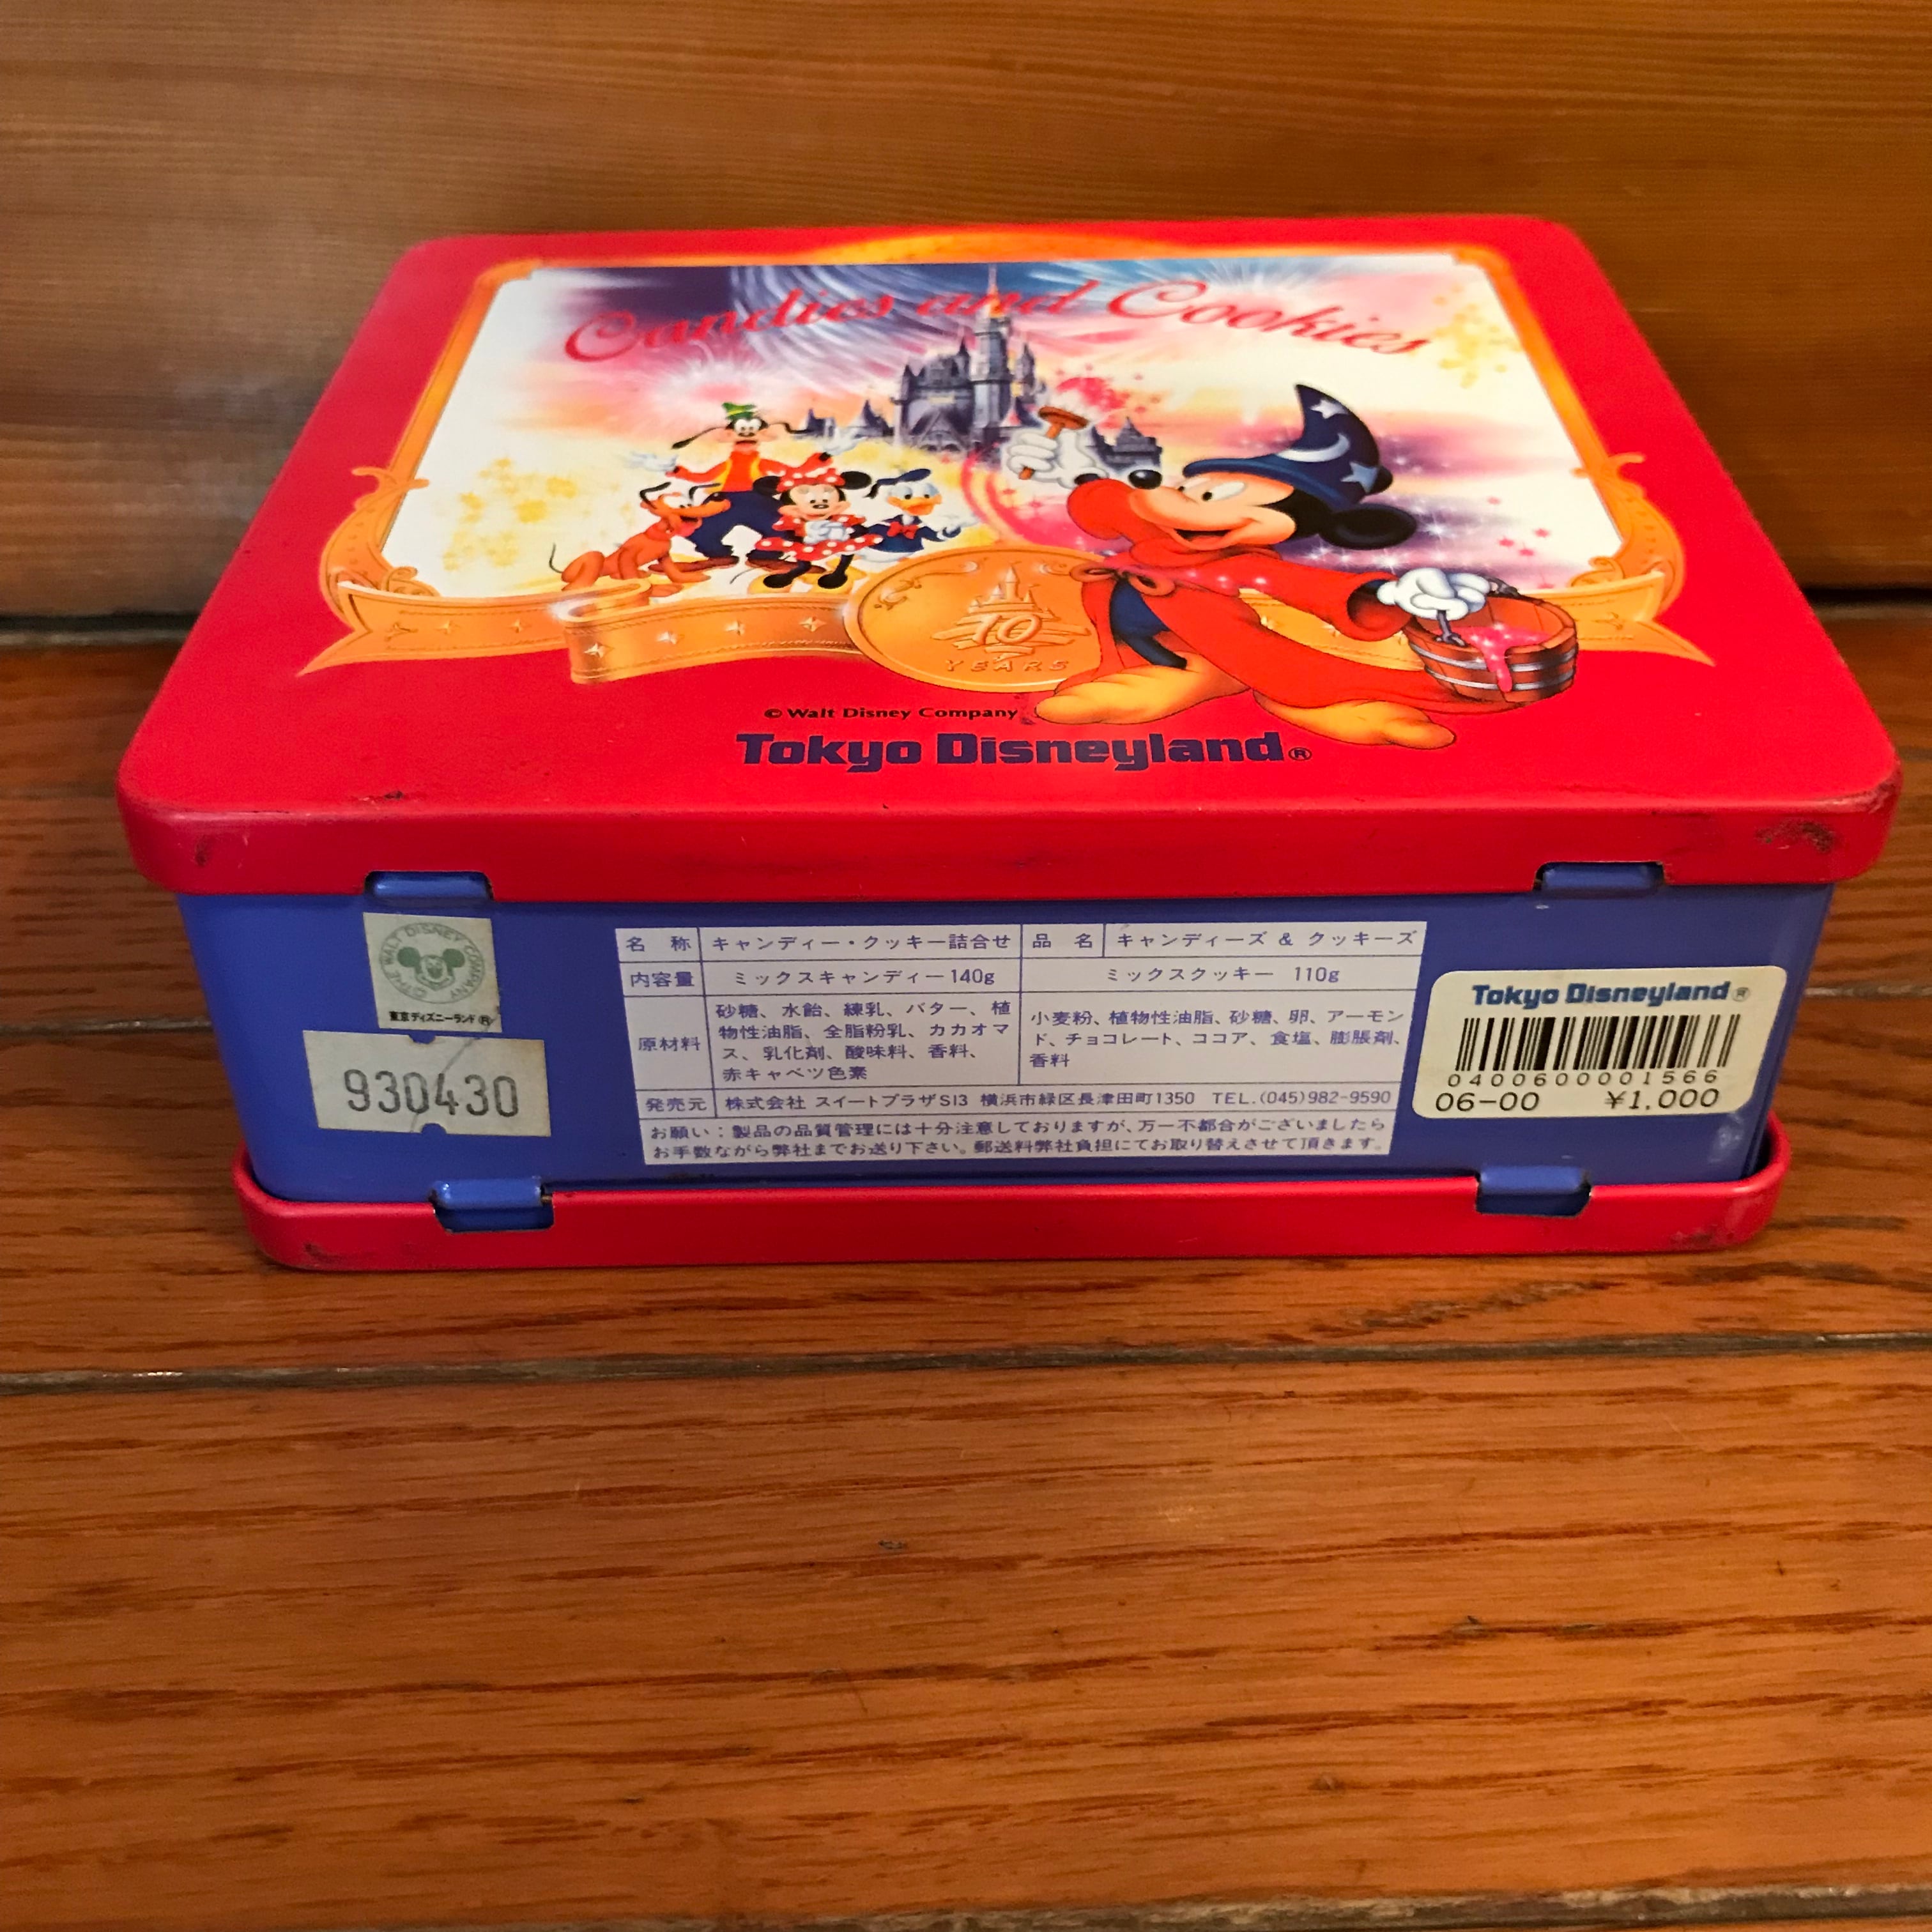 Candies and Cookies
10
YEARS
© Walt Disney Company
Tokyo Disneyland®
©THE WALT DISNEY COMPANY
東京ディズニーランド®
930430
名 称 キャンディー・クッキー詰合せ 品 名 キャンディーズ & クッキーズ
内容量 ミックスキャンディー140g ミックスクッキー 110g
原材料
砂糖、水飴、練乳、バター、植
物性油脂、全脂粉乳、カカオマ
ス、乳化剤、酸味料、香料、
赤キャベツ色素
小麦粉、植物性油脂、砂糖、卵、アーモン
ド、チョコレート、ココア、食塩、膨脹剤、
香料
発売元 株式会社 スイートプラザSI3 横浜市緑区長津田町1350 TEL.(045)982-9590
お願い：製品の品質管理には十分注意しておりますが、万一不都合がございましたら
お手数ながら弊社までお送り下さい。郵送料弊社負担にてお取り替えさせて頂きます。
Tokyo Disneyland®
0400600001566
06-00 ¥1,000